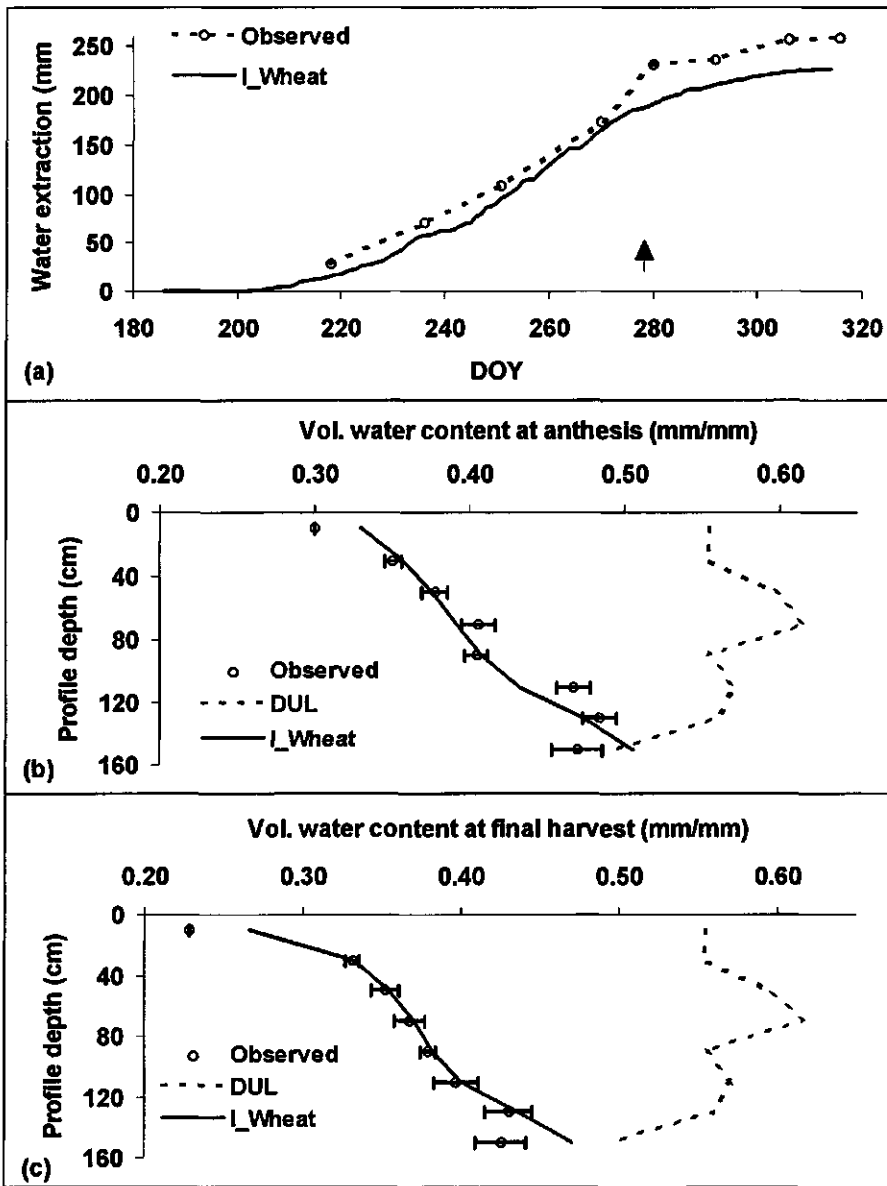 Water extraction (mm
250
200
150
100
50
0
Observed
I_Wheat
180 200 220 240 260 280 300 320
DOY
(a)
Vol. water content at anthesis (mm/mm)
0.20 0.30 0.40 0.50 0.60
Profile depth (cm)
0
40
80
120
160
Observed
DUL
I_Wheat
(b)
Vol. water content at final harvest (mm/mm)
0.20 0.30 0.40 0.50 0.60
Profile depth (cm)
0
40
80
120
160
Observed
DUL
I_Wheat
(c)